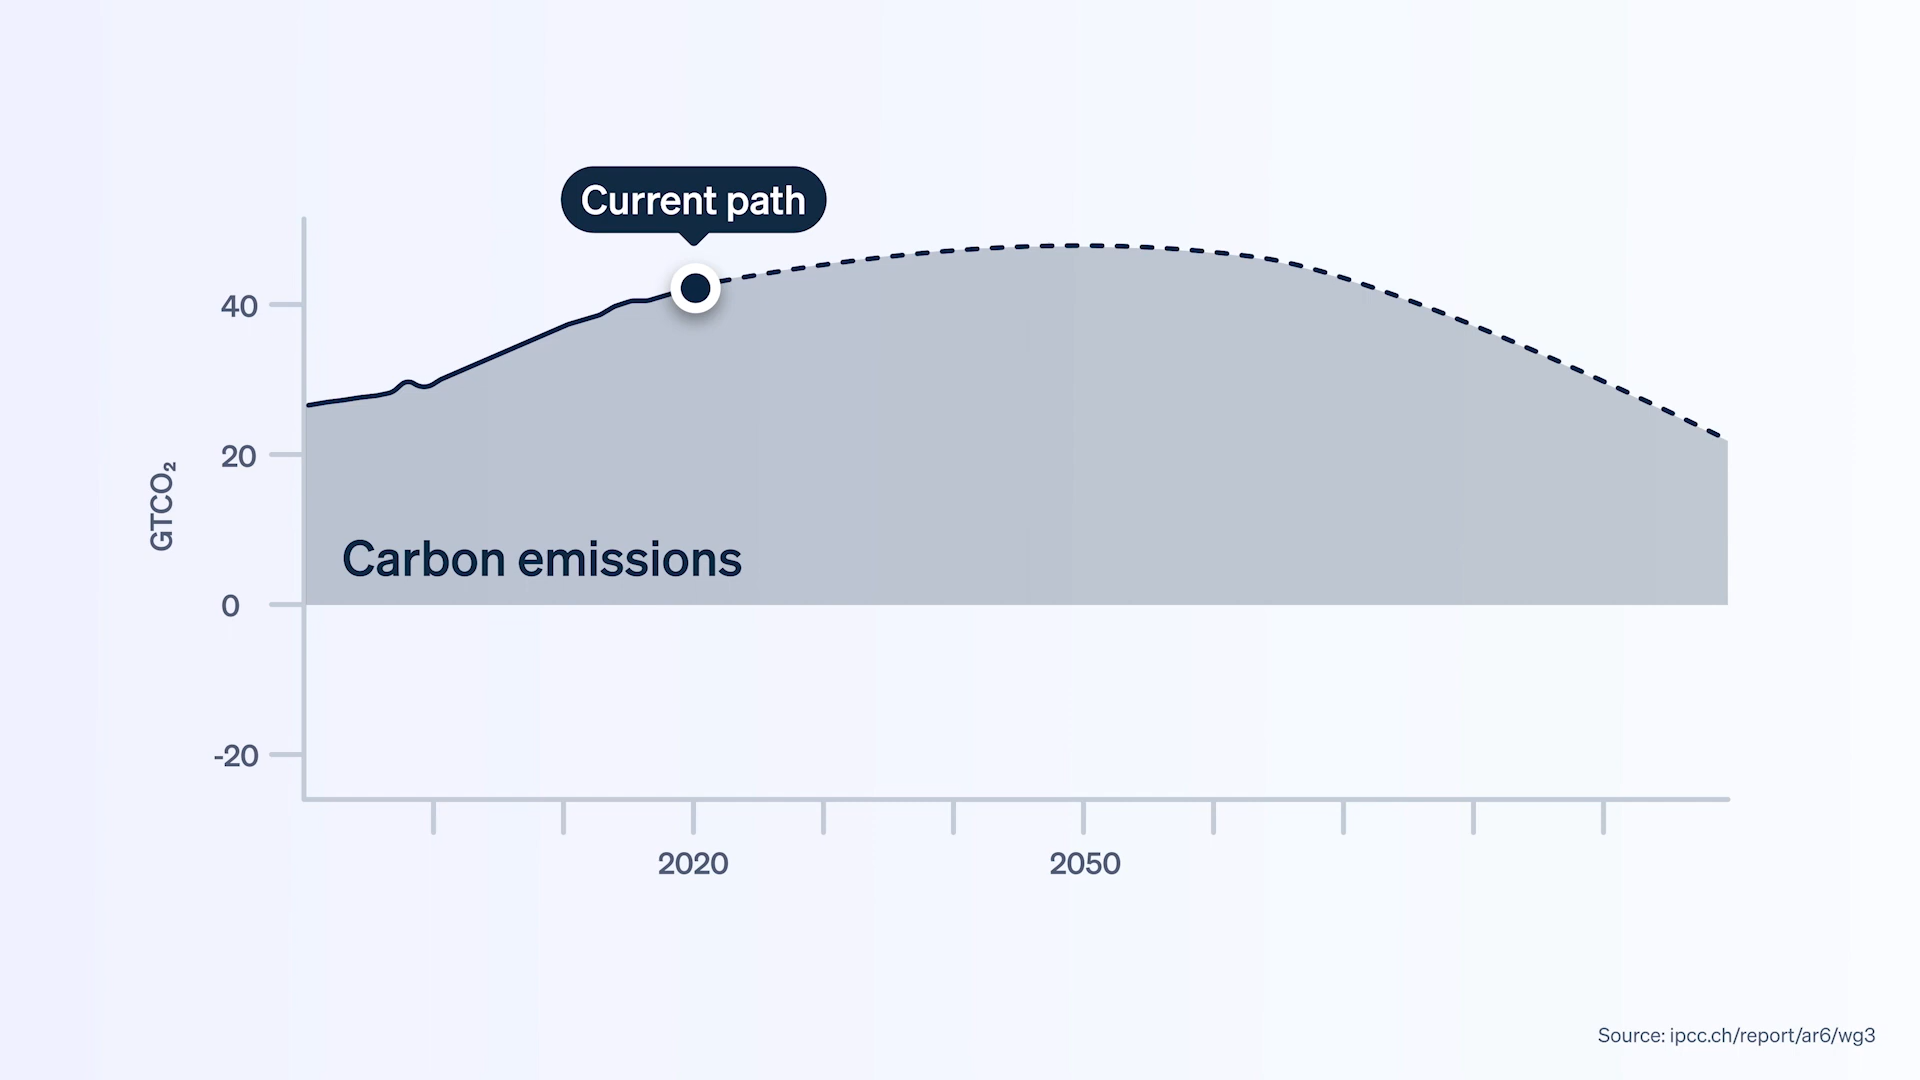 Current path
40
20
0
-20
GTCO₂
Carbon emissions
2020
2050
Source: ipcc.ch/report/ar6/wg3